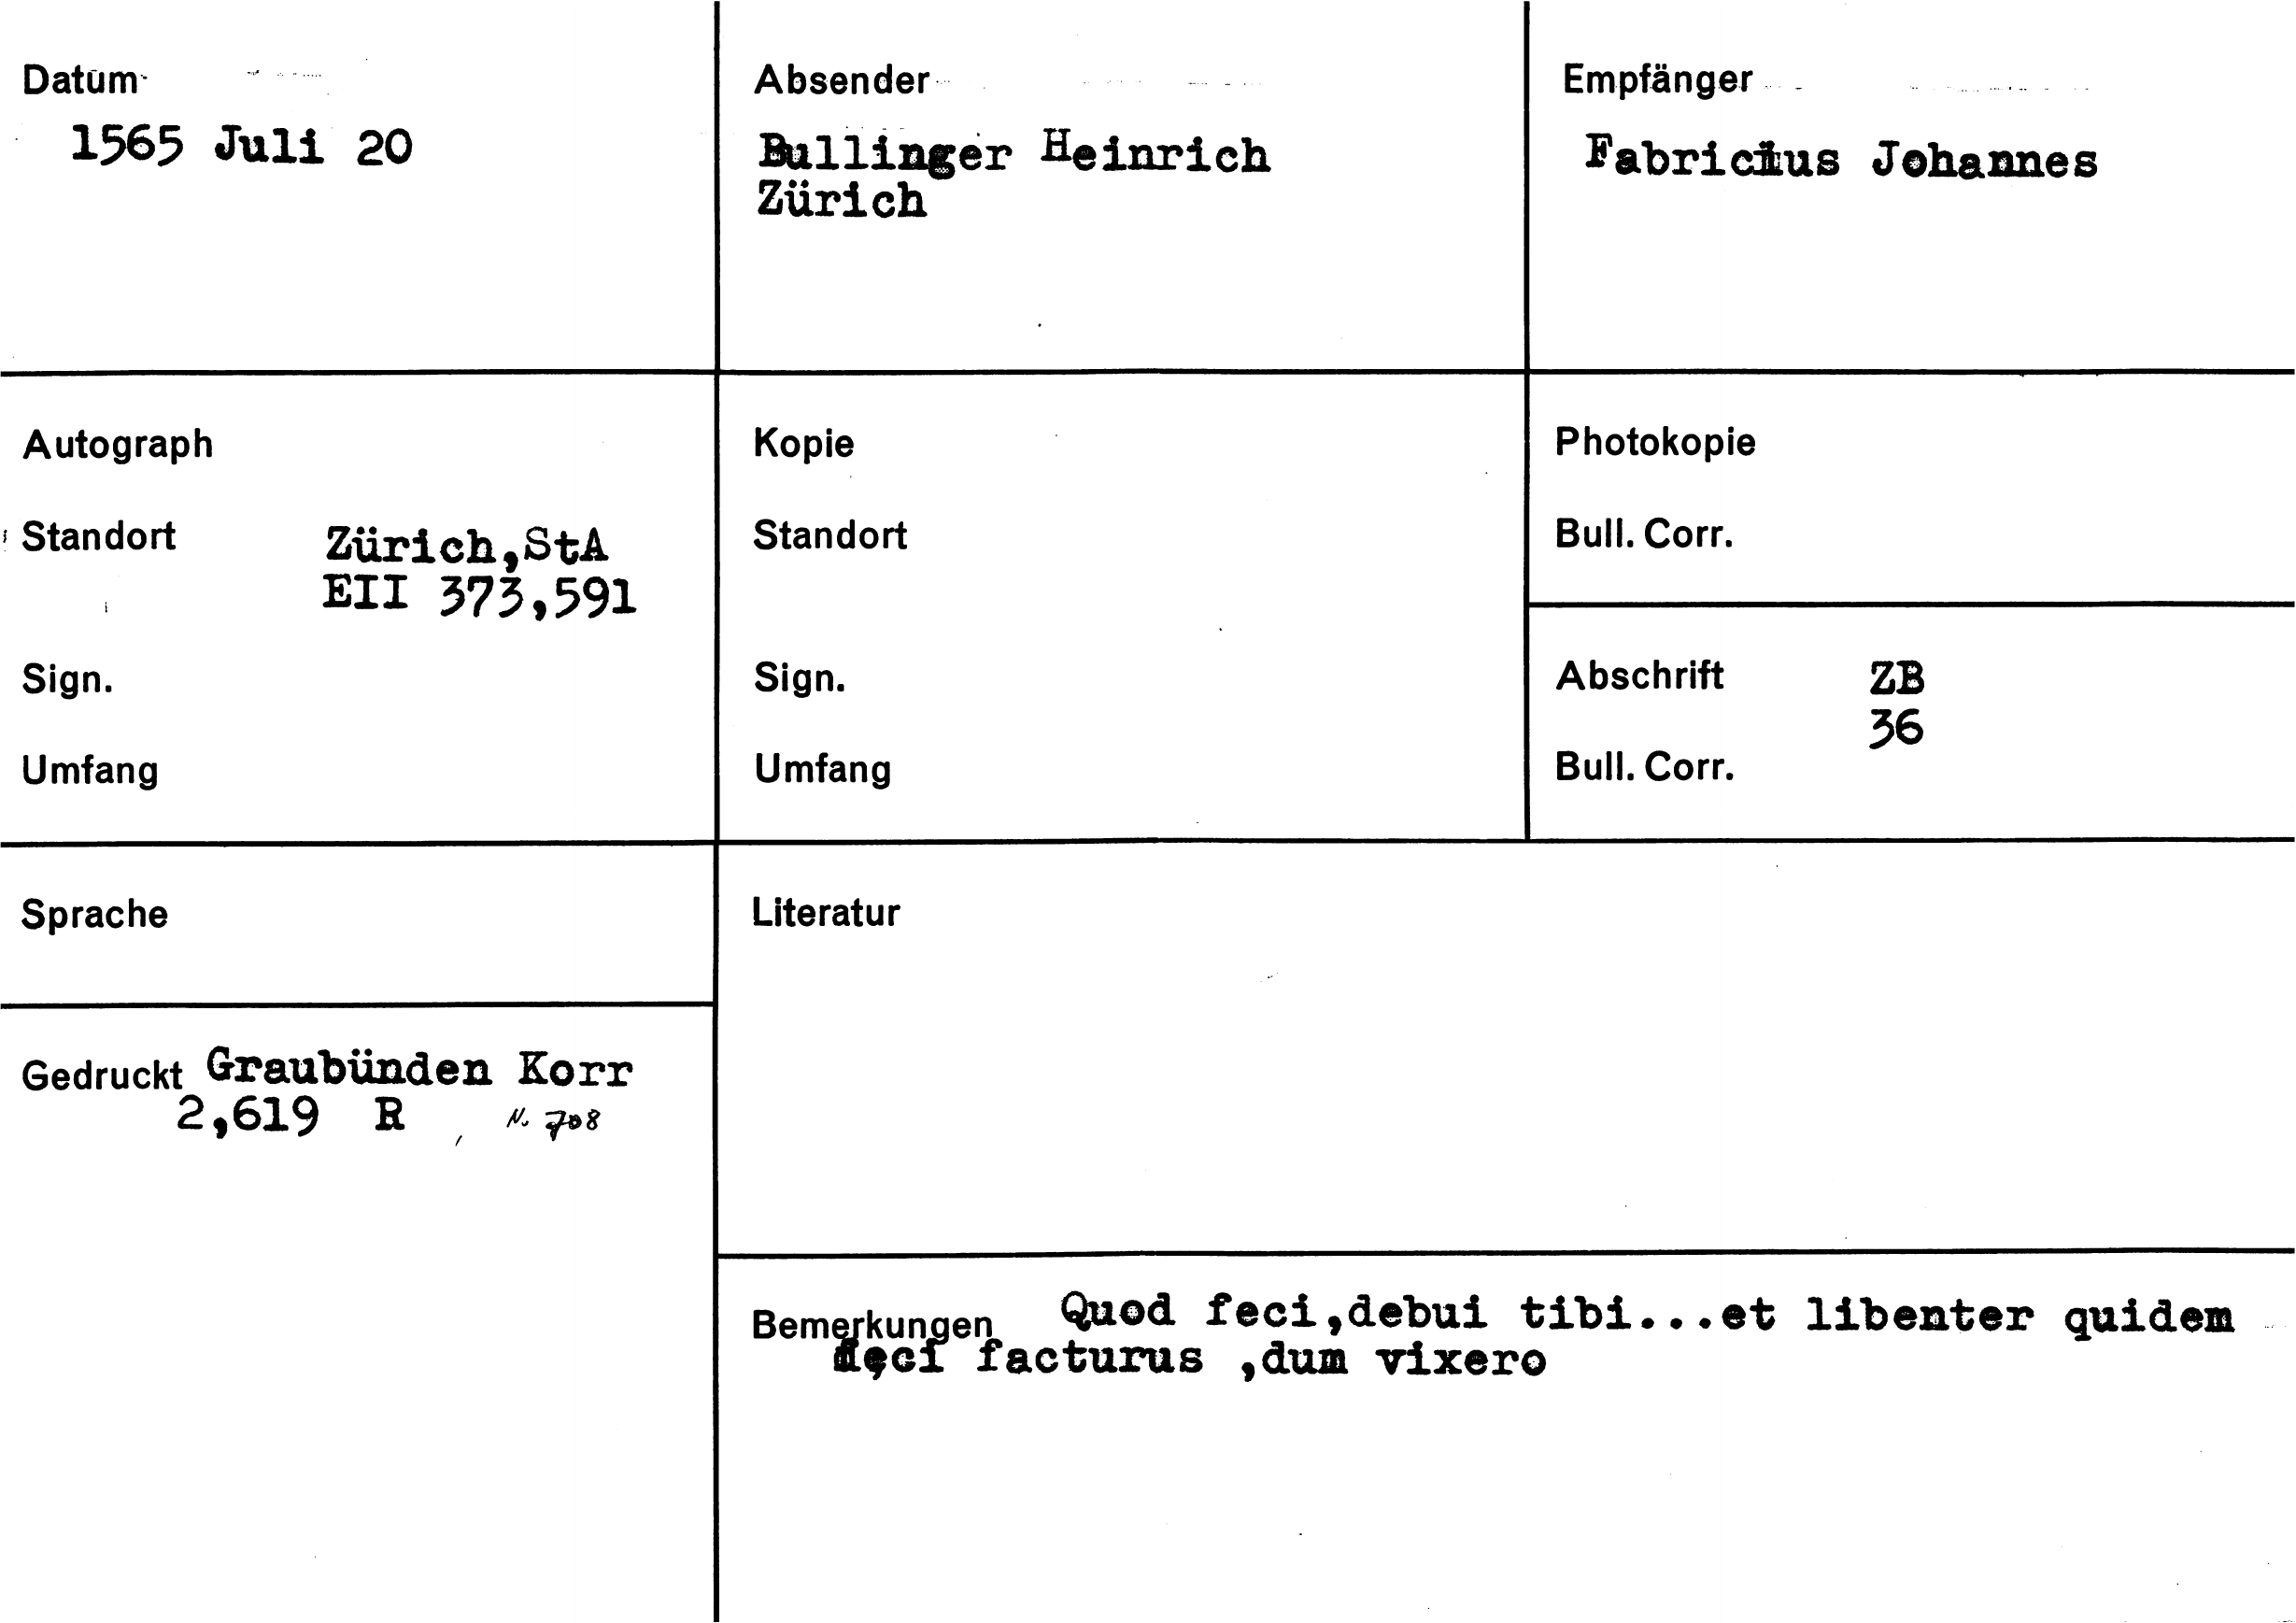 Datum
1565 Juli 20
Absender
Bullinger Heinrich
Zürich
Empfänger
Fabricius Johannes
Autograph
Standort Zürich,StA
EII 373,591
Sign.
Umfang
Kopie
Standort
Sign.
Umfang
Photokopie
Bull. Corr.
Abschrift ZB
36
Bull. Corr.
Sprache
Literatur
Gedruckt Graubünden Korr
2,619 R N. 708
Bemerkungen Quod feci,debui tibi...et libenter quidem
feci facturus ,dum vixero